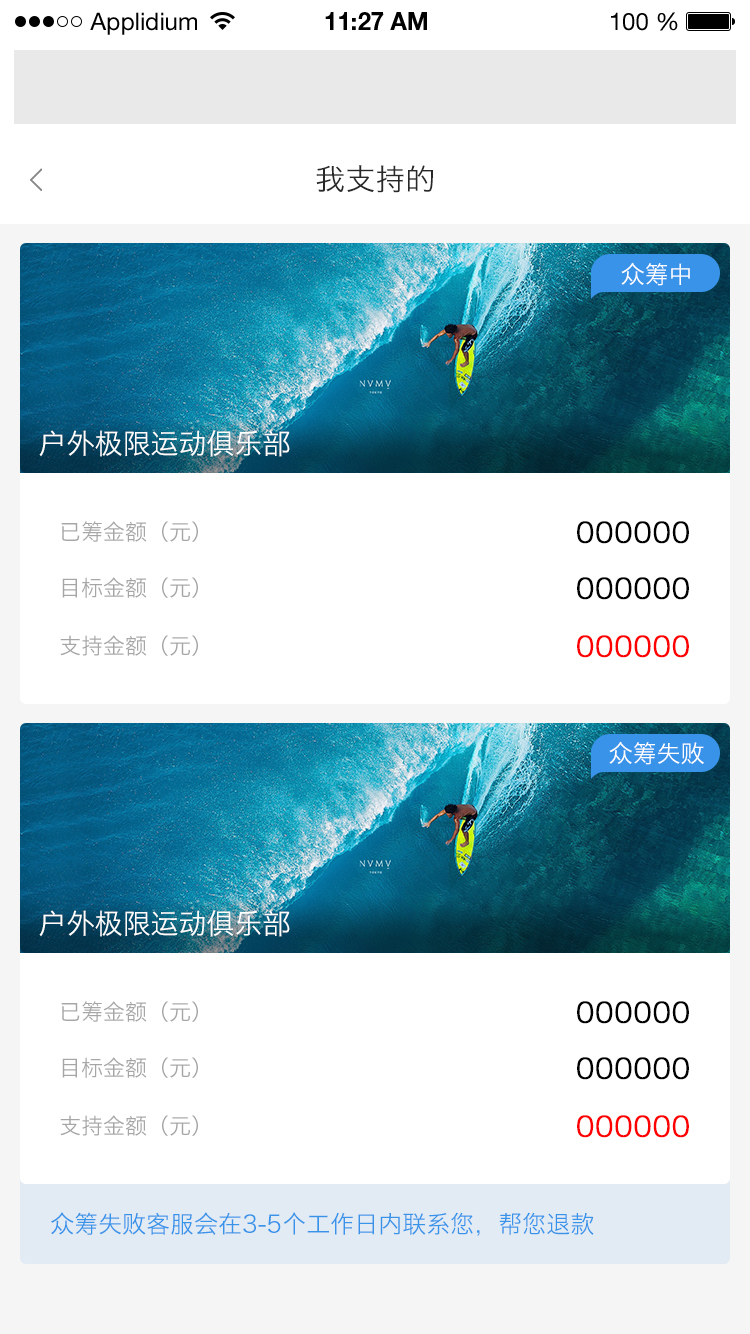 Applidium 11:27 AM 100 %
我支持的
众筹中
NVMV
户外极限运动俱乐部
已筹金额（元） 000000
目标金额（元） 000000
支持金额（元） 000000
众筹失败
NVMV
户外极限运动俱乐部
已筹金额（元） 000000
目标金额（元） 000000
支持金额（元） 000000
众筹失败客服会在3-5个工作日内联系您，帮您退款